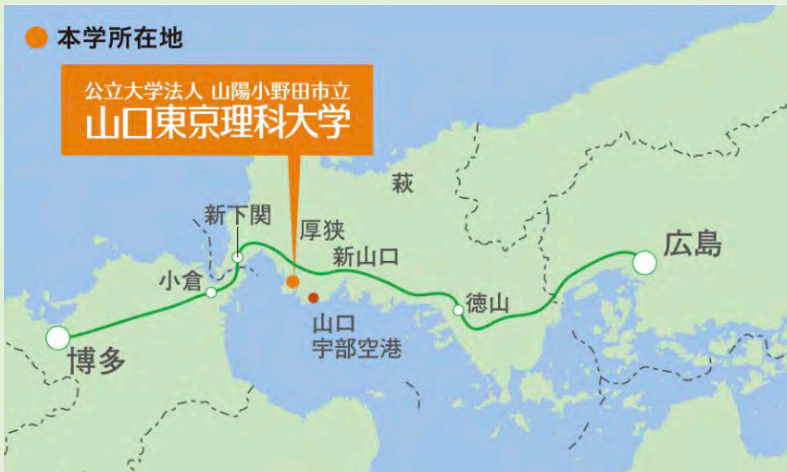 本学所在地
公立大学法人 山陽小野田市立
山口東京理科大学
萩
新下関
厚狭
新山口
広島
小倉
徳山
山口
宇部空港
博多